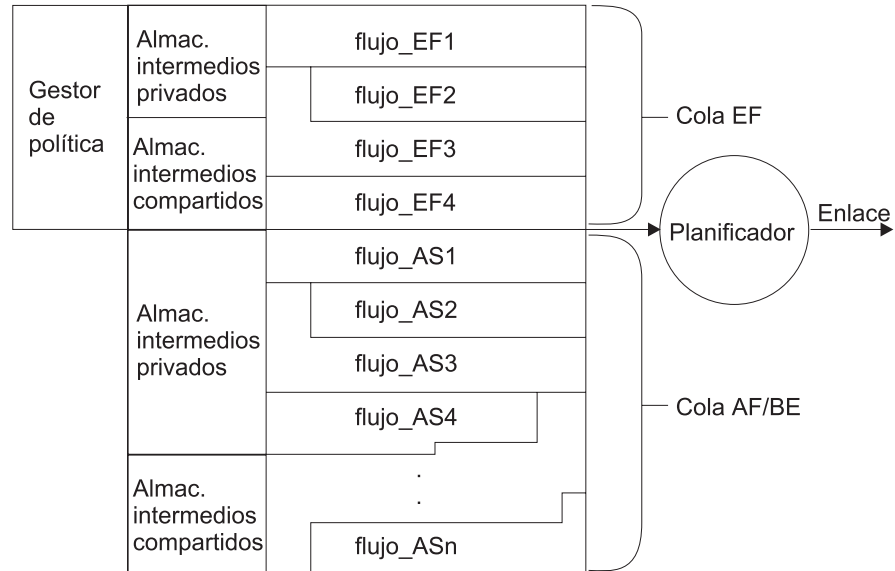 Gestor
de
política
Almac.
intermedios
privados
Almac.
intermedios
compartidos
flujo_EF1
flujo_EF2
flujo_EF3
flujo_EF4
Cola EF
Almac.
intermedios
privados
Almac.
intermedios
compartidos
flujo_AS1
flujo_AS2
flujo_AS3
flujo_AS4
.
.
flujo_ASn
Cola AF/BE
Planificador
Enlace